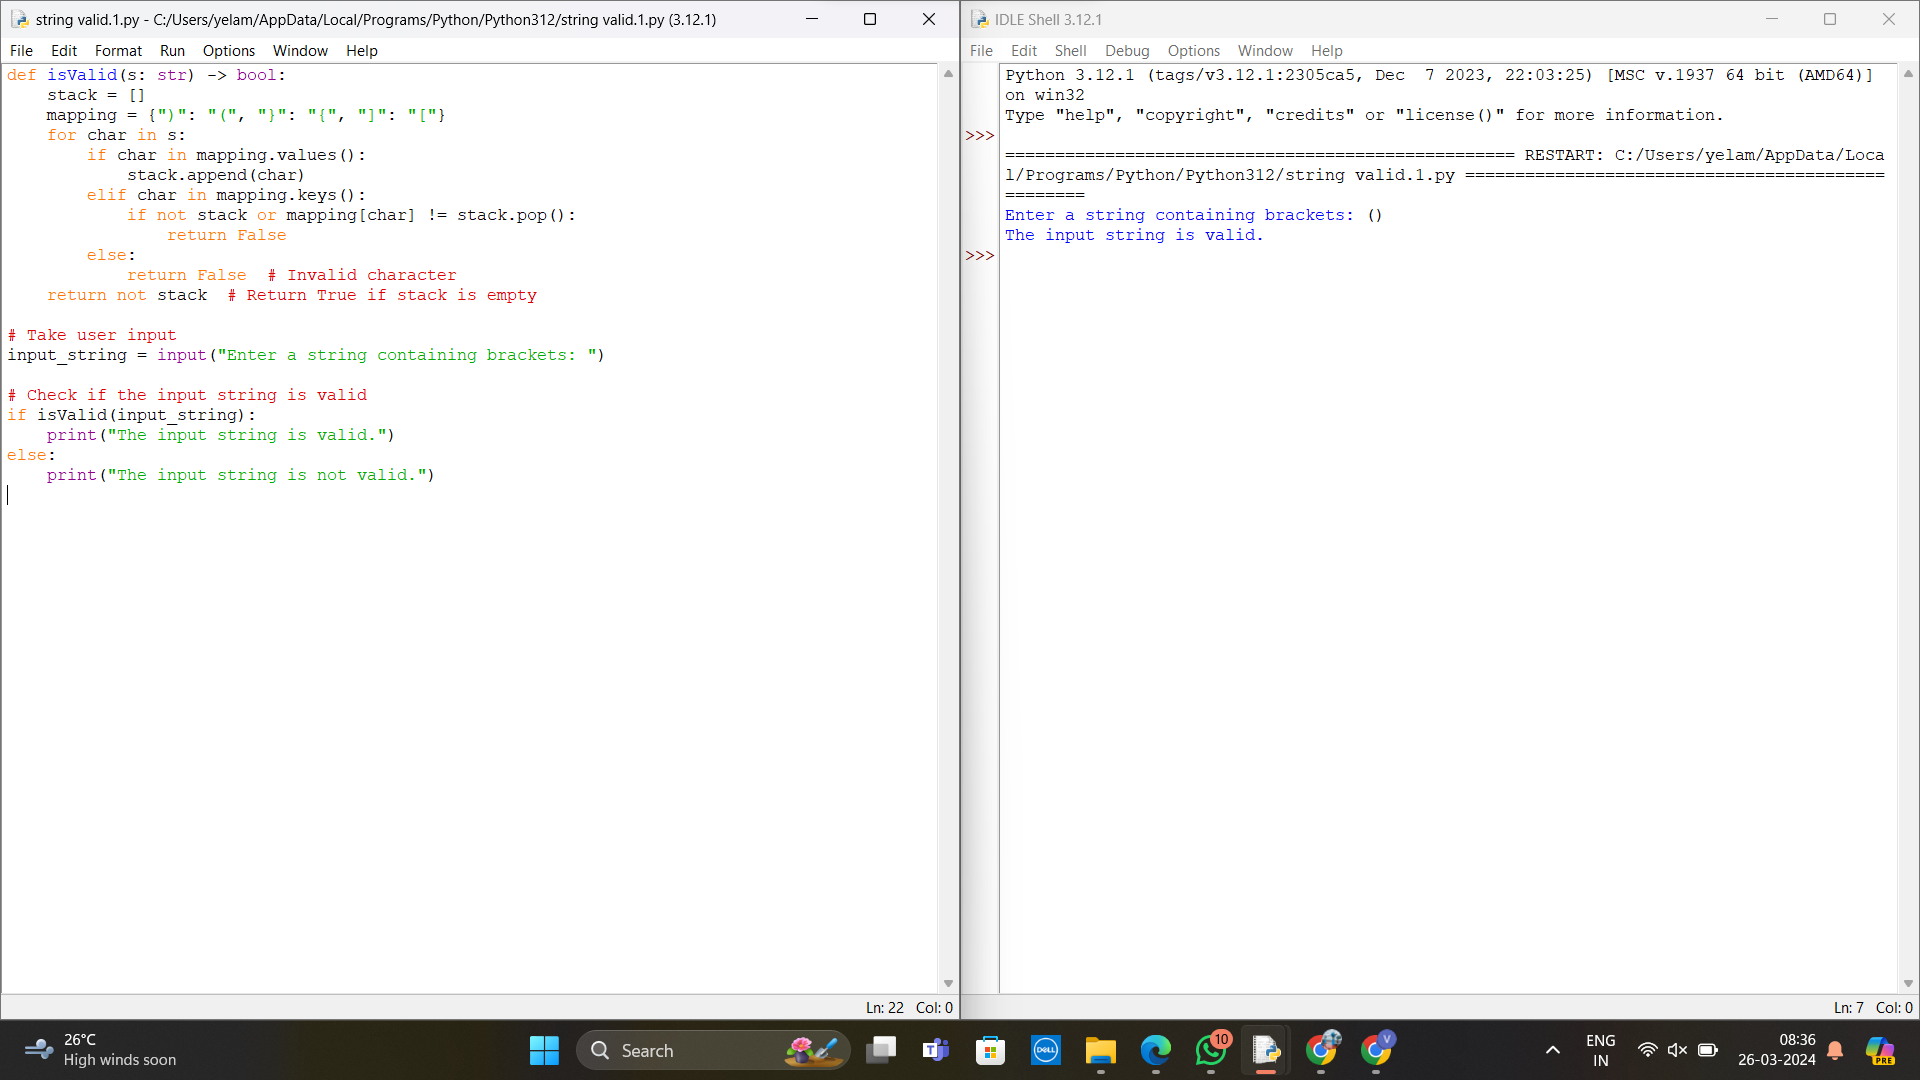 string valid.1.py - C:/Users/yelam/AppData/Local/Programs/Python/Python312/string valid.1.py (3.12.1)
File Edit Format Run Options Window Help
def isValid(s: str) -> bool:
    stack = []
    mapping = {")": "(", "}": "{", "]": "["}
    for char in s:
        if char in mapping.values():
            stack.append(char)
        elif char in mapping.keys():
            if not stack or mapping[char] != stack.pop():
                return False
        else:
            return False  # Invalid character
    return not stack  # Return True if stack is empty

# Take user input
input_string = input("Enter a string containing brackets: ")

# Check if the input string is valid
if isValid(input_string):
    print("The input string is valid.")
else:
    print("The input string is not valid.")
Ln: 22 Col: 0
IDLE Shell 3.12.1
File Edit Shell Debug Options Window Help
Python 3.12.1 (tags/v3.12.1:2305ca5, Dec  7 2023, 22:03:25) [MSC v.1937 64 bit (AMD64)]
on win32
Type "help", "copyright", "credits" or "license()" for more information.
>>>
=================================================== RESTART: C:/Users/yelam/AppData/Loca
l/Programs/Python/Python312/string valid.1.py ==========================================
========
Enter a string containing brackets: ()
The input string is valid.
>>>
Ln: 7 Col: 0
26°C
High winds soon
Search
T
DELL
10
V
ENG
IN
08:36
26-03-2024
PRE